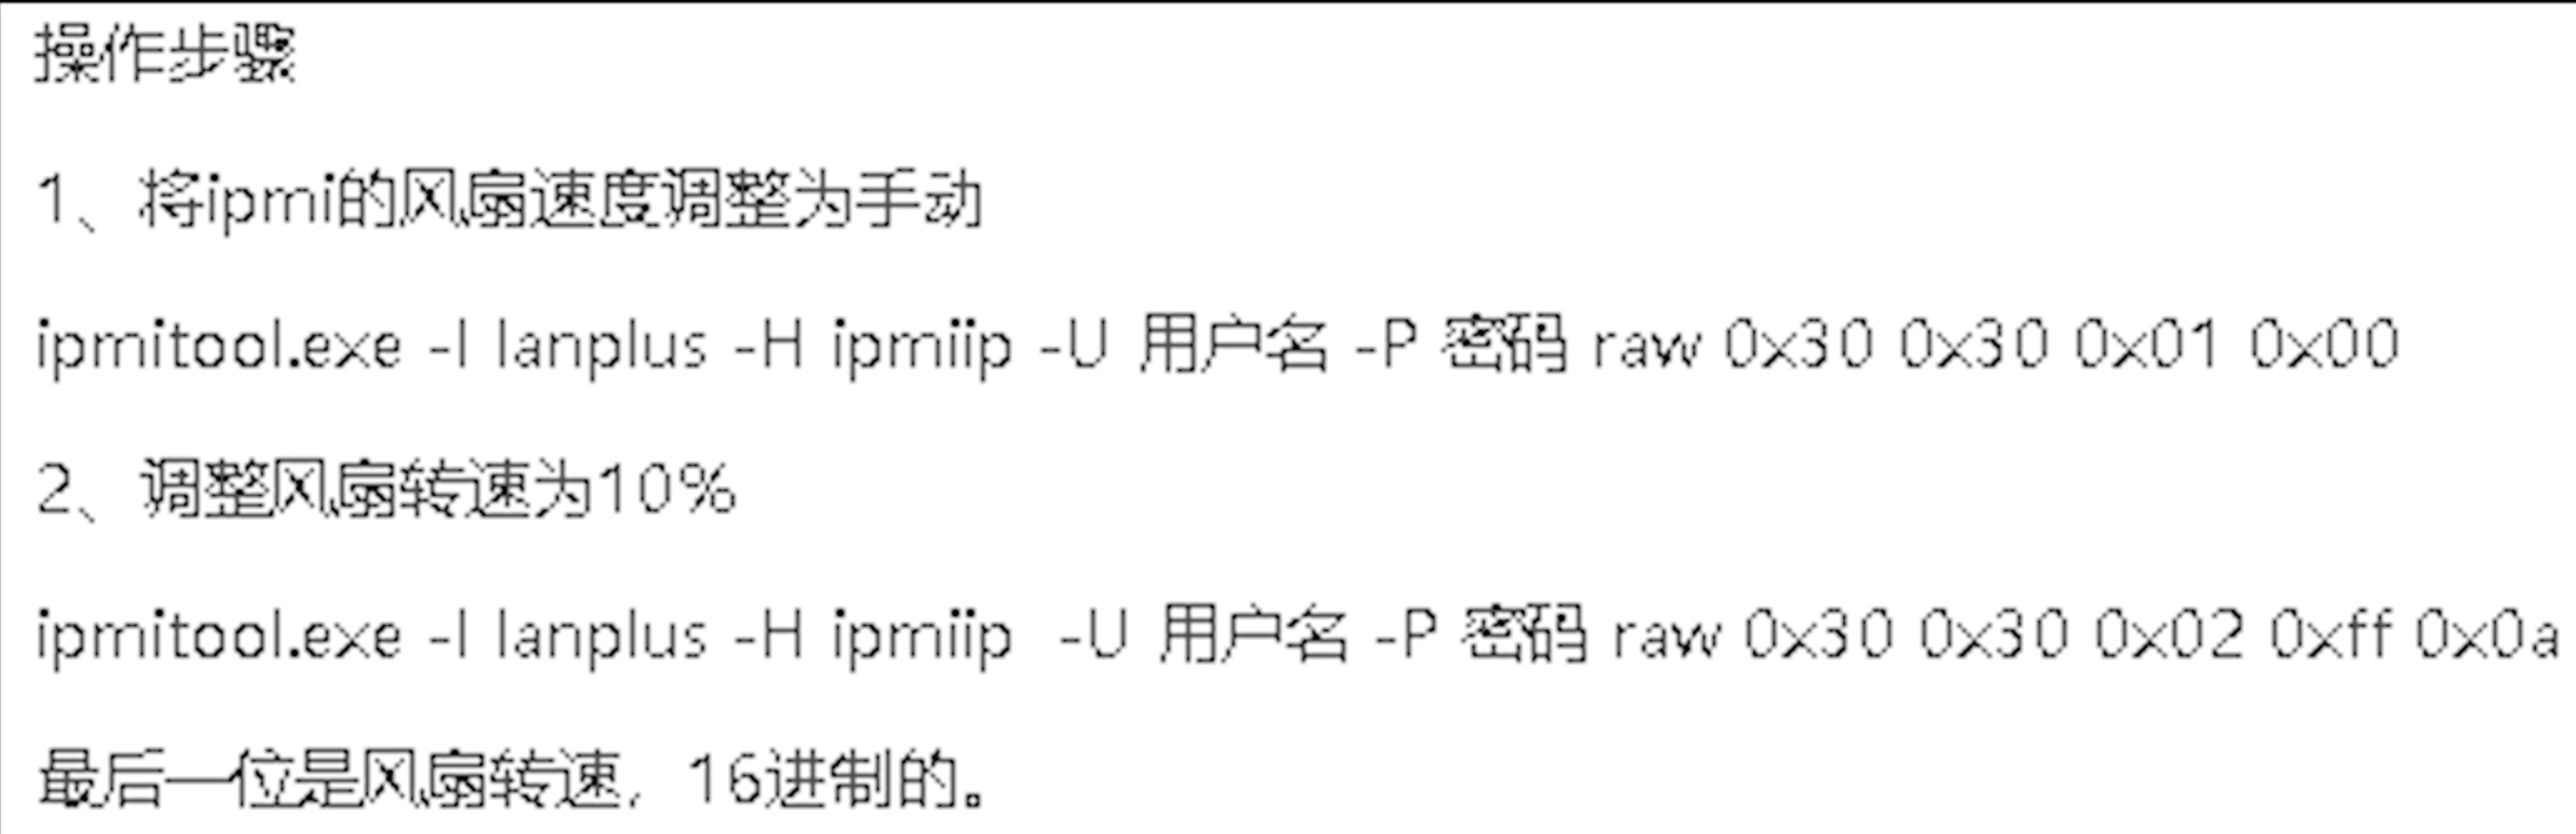 操作步骤
1、将ipmi的风扇速度调整为手动
ipmitool.exe -I lanplus -H ipmiip -U 用户名 -P 密码 raw 0x30 0x30 0x01 0x00
2、调整风扇转速为10%
ipmitool.exe -I lanplus -H ipmiip  -U 用户名 -P 密码 raw 0x30 0x30 0x02 0xff 0x0a
最后一位是风扇转速，16进制的。